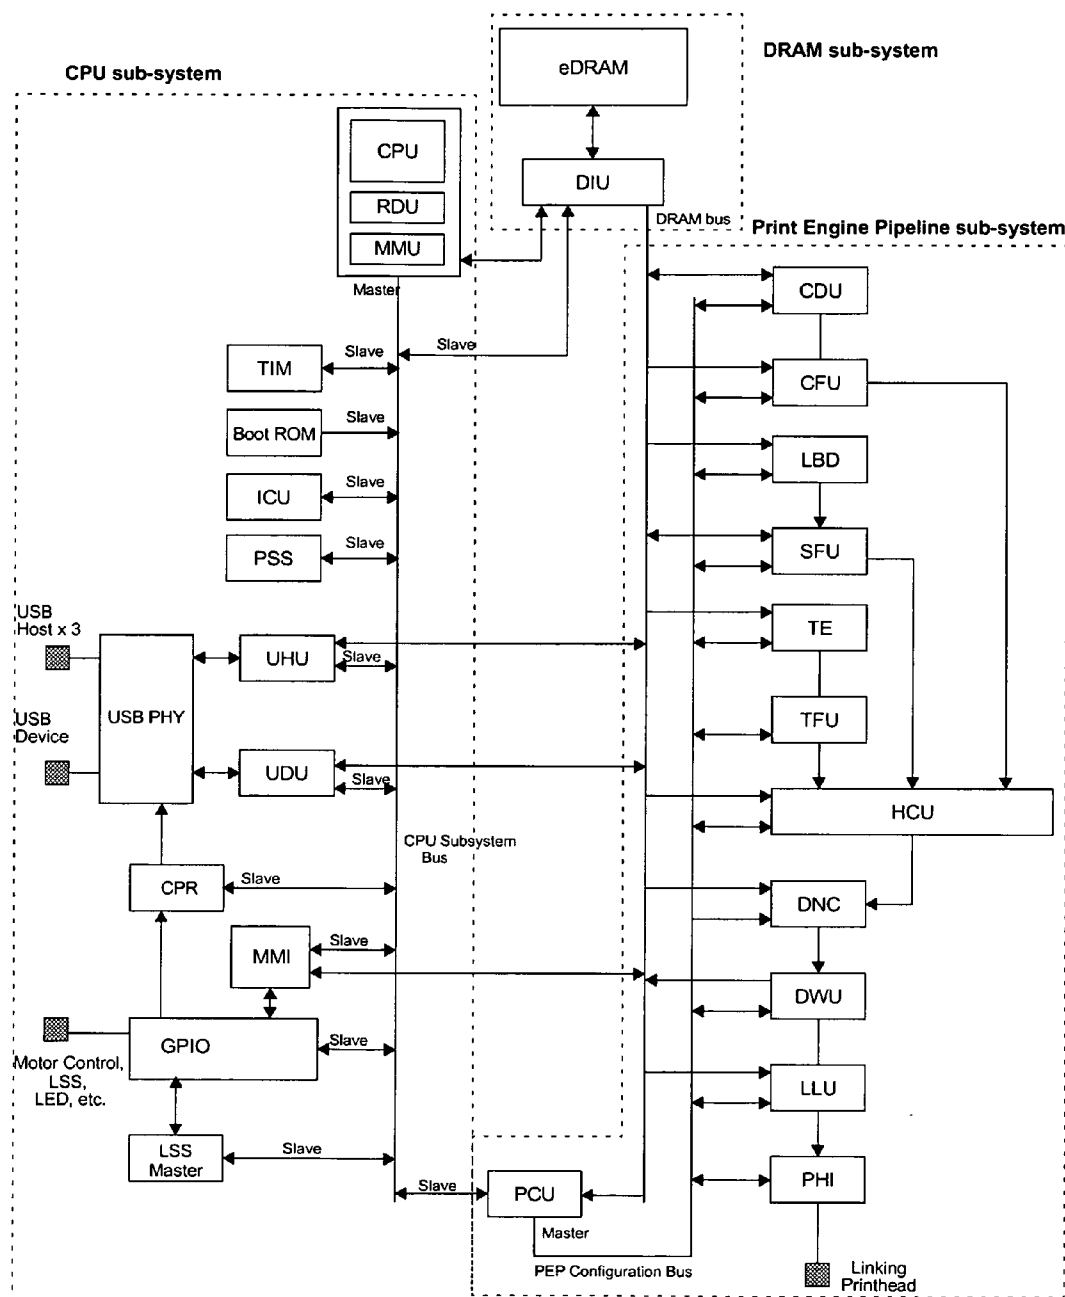 DRAM sub-system
CPU sub-system
eDRAM
CPU
DIU
RDU
MMU
DRAM bus
Print Engine Pipeline sub-system
Master
CDU
Slave
Slave
TIM
CFU
Slave
Boot ROM
LBD
Slave
ICU
Slave
PSS
SFU
USB
Host x 3
TE
UHU
Slave
USB PHY
TFU
USB
Device
UDU
Slave
HCU
CPU Subsystem
Bus
CPR
Slave
DNC
MMI
Slave
DWU
GPIO
Slave
Motor Control,
LSS,
LED, etc.
LLU
LSS
Master
Slave
PHI
Slave
PCU
Master
PEP Configuration Bus
Linking
Printhead